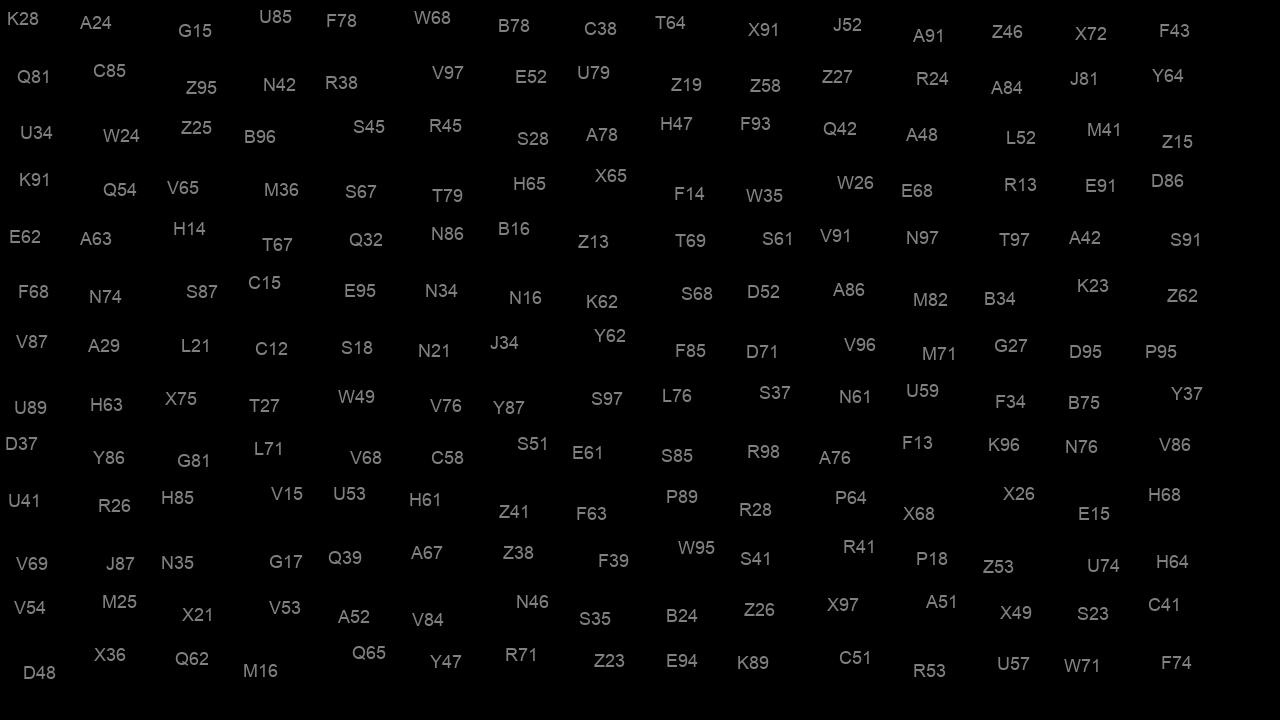 K28 A24 G15 U85 F78 W68 B78 C38 T64 X91 J52 A91 Z46 X72 F43
Q81 C85 Z95 N42 R38 V97 E52 U79 Z19 Z58 Z27 R24 A84 J81 Y64
U34 W24 Z25 B96 S45 R45 S28 A78 H47 F93 Q42 A48 L52 M41 Z15
K91 Q54 V65 M36 S67 T79 H65 X65 F14 W35 W26 E68 R13 E91 D86
E62 A63 H14 T67 Q32 N86 B16 Z13 T69 S61 V91 N97 T97 A42 S91
F68 N74 S87 C15 E95 N34 N16 K62 S68 D52 A86 M82 B34 K23 Z62
V87 A29 L21 C12 S18 N21 J34 Y62 F85 D71 V96 M71 G27 D95 P95
U89 H63 X75 T27 W49 V76 Y87 S97 L76 S37 N61 U59 F34 B75 Y37
D37 Y86 G81 L71 V68 C58 S51 E61 S85 R98 A76 F13 K96 N76 V86
U41 R26 H85 V15 U53 H61 Z41 F63 P89 R28 P64 X68 X26 E15 H68
V69 J87 N35 G17 Q39 A67 Z38 F39 W95 S41 R41 P18 Z53 U74 H64
V54 M25 X21 V53 A52 V84 N46 S35 B24 Z26 X97 A51 X49 S23 C41
D48 X36 Q62 M16 Q65 Y47 R71 Z23 E94 K89 C51 R53 U57 W71 F74